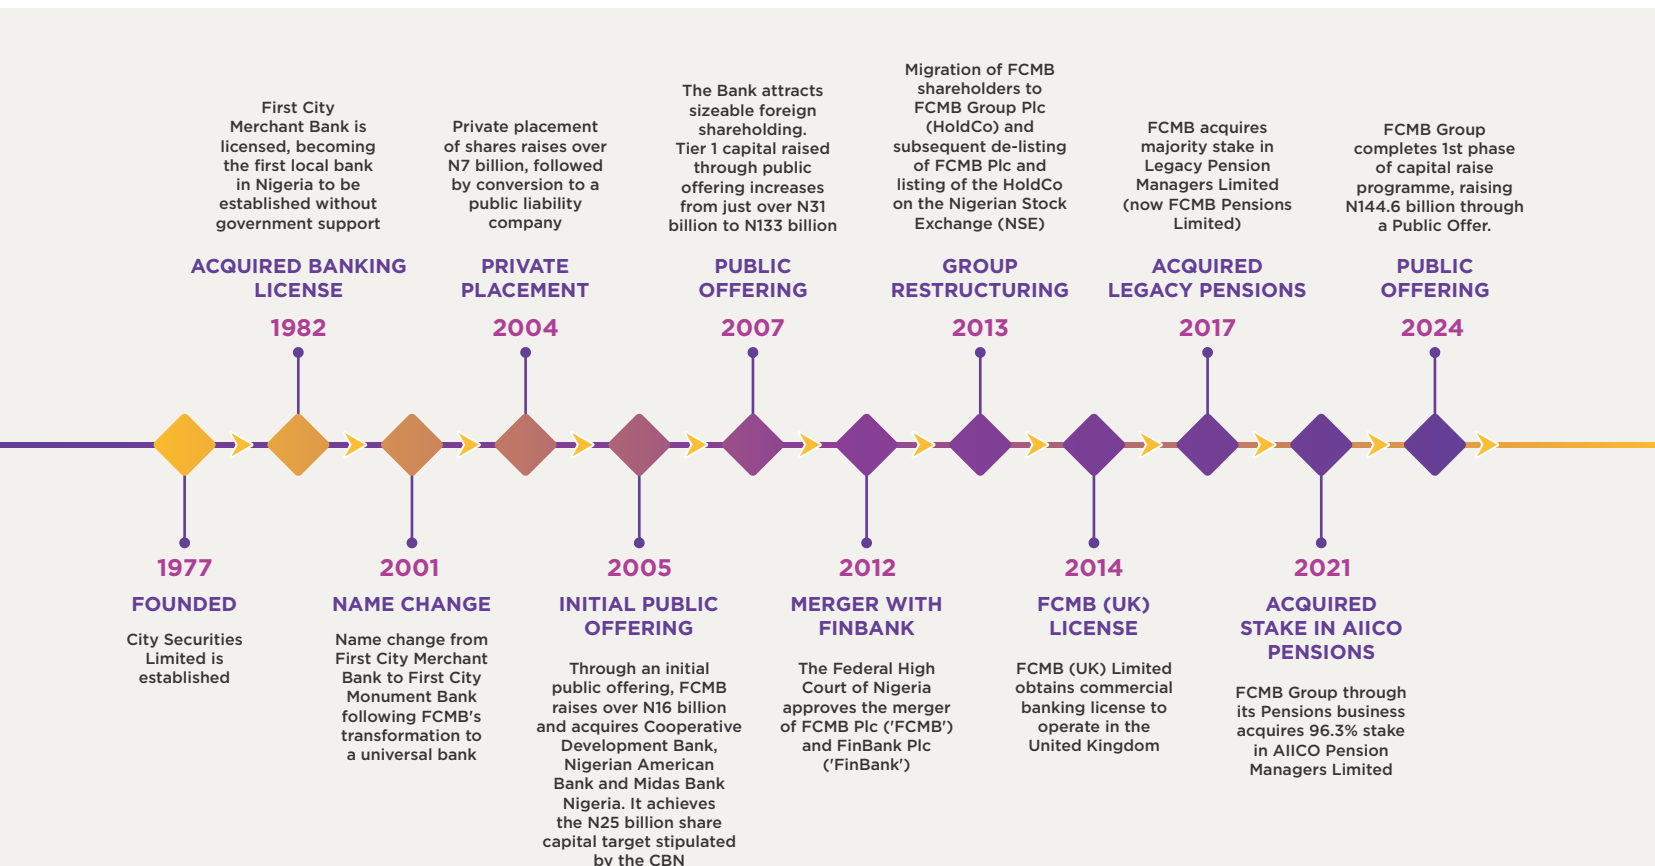 First City
Merchant Bank is
licensed, becoming
the first local bank
in Nigeria to be
established without
government support
ACQUIRED BANKING
LICENSE
1982
Private placement
of shares raises over
N7 billion, followed
by conversion to a
public liability
company
PRIVATE
PLACEMENT
2004
The Bank attracts
sizeable foreign
shareholding.
Tier 1 capital raised
through public
offering increases
from just over N31
billion to N133 billion
PUBLIC
OFFERING
2007
Migration of FCMB
shareholders to
FCMB Group Plc
(HoldCo) and
subsequent de-listing
of FCMB Plc and
listing of the HoldCo
on the Nigerian Stock
Exchange (NSE)
GROUP
RESTRUCTURING
2013
FCMB acquires
majority stake in
Legacy Pension
Managers Limited
(now FCMB Pensions
Limited)
ACQUIRED
LEGACY PENSIONS
2017
FCMB Group
completes 1st phase
of capital raise
programme, raising
N144.6 billion through
a Public Offer.
PUBLIC
OFFERING
2024
1977
FOUNDED
City Securities
Limited is
established
2001
NAME CHANGE
Name change from
First City Merchant
Bank to First City
Monument Bank
following FCMB's
transformation to
a universal bank
2005
INITIAL PUBLIC
OFFERING
Through an initial
public offering, FCMB
raises over N16 billion
and acquires Cooperative
Development Bank,
Nigerian American
Bank and Midas Bank
Nigeria. It achieves
the N25 billion share
capital target stipulated
by the CBN
2012
MERGER WITH
FINBANK
The Federal High
Court of Nigeria
approves the merger
of FCMB Plc ('FCMB')
and FinBank Plc
('FinBank')
2014
FCMB (UK)
LICENSE
FCMB (UK) Limited
obtains commercial
banking license to
operate in the
United Kingdom
2021
ACQUIRED
STAKE IN AIICO
PENSIONS
FCMB Group through
its Pensions business
acquires 96.3% stake
in AIICO Pension
Managers Limited